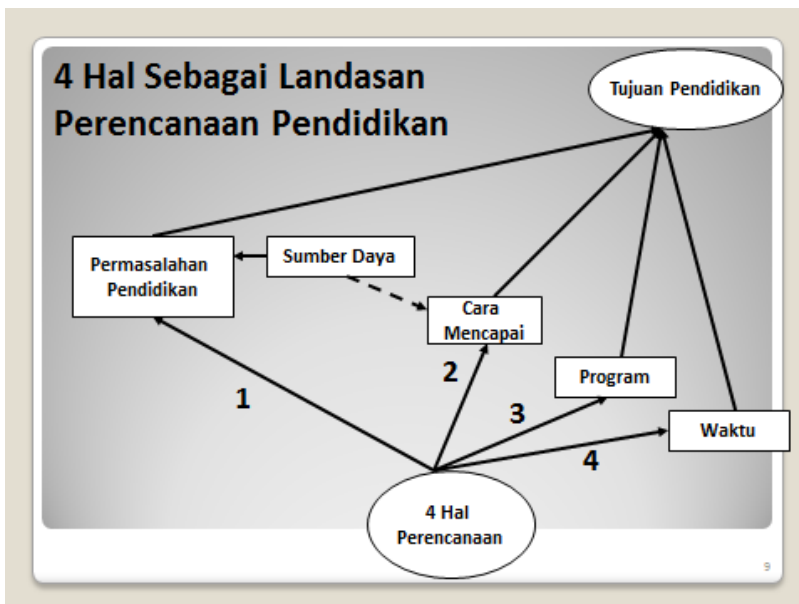 4 Hal Sebagai Landasan
Perencanaan Pendidikan
Tujuan Pendidikan
Permasalahan
Pendidikan
Sumber Daya
Cara
Mencapai
Program
Waktu
1
2
3
4
4 Hal
Perencanaan
9